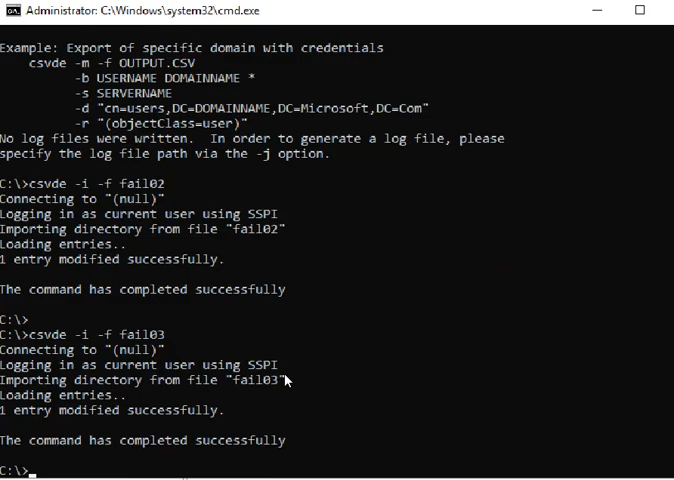 Administrator: C:\Windows\system32\cmd.exe
Example: Export of specific domain with credentials
csvde -m -f OUTPUT.CSV
-b USERNAME DOMAINNAME *
-s SERVERNAME
-d "cn=users,DC=DOMAINNAME,DC=Microsoft,DC=Com"
-r "(objectClass=user)"
No log files were written.  In order to generate a log file, please
specify the log file path via the -j option.
C:\>csvde -i -f fail02
Connecting to "(null)"
Logging in as current user using SSPI
Importing directory from file "fail02"
Loading entries..
1 entry modified successfully.
The command has completed successfully
C:\>
C:\>csvde -i -f fail03
Connecting to "(null)"
Logging in as current user using SSPI
Importing directory from file "fail03"
Loading entries..
1 entry modified successfully.
The command has completed successfully
C:\>_